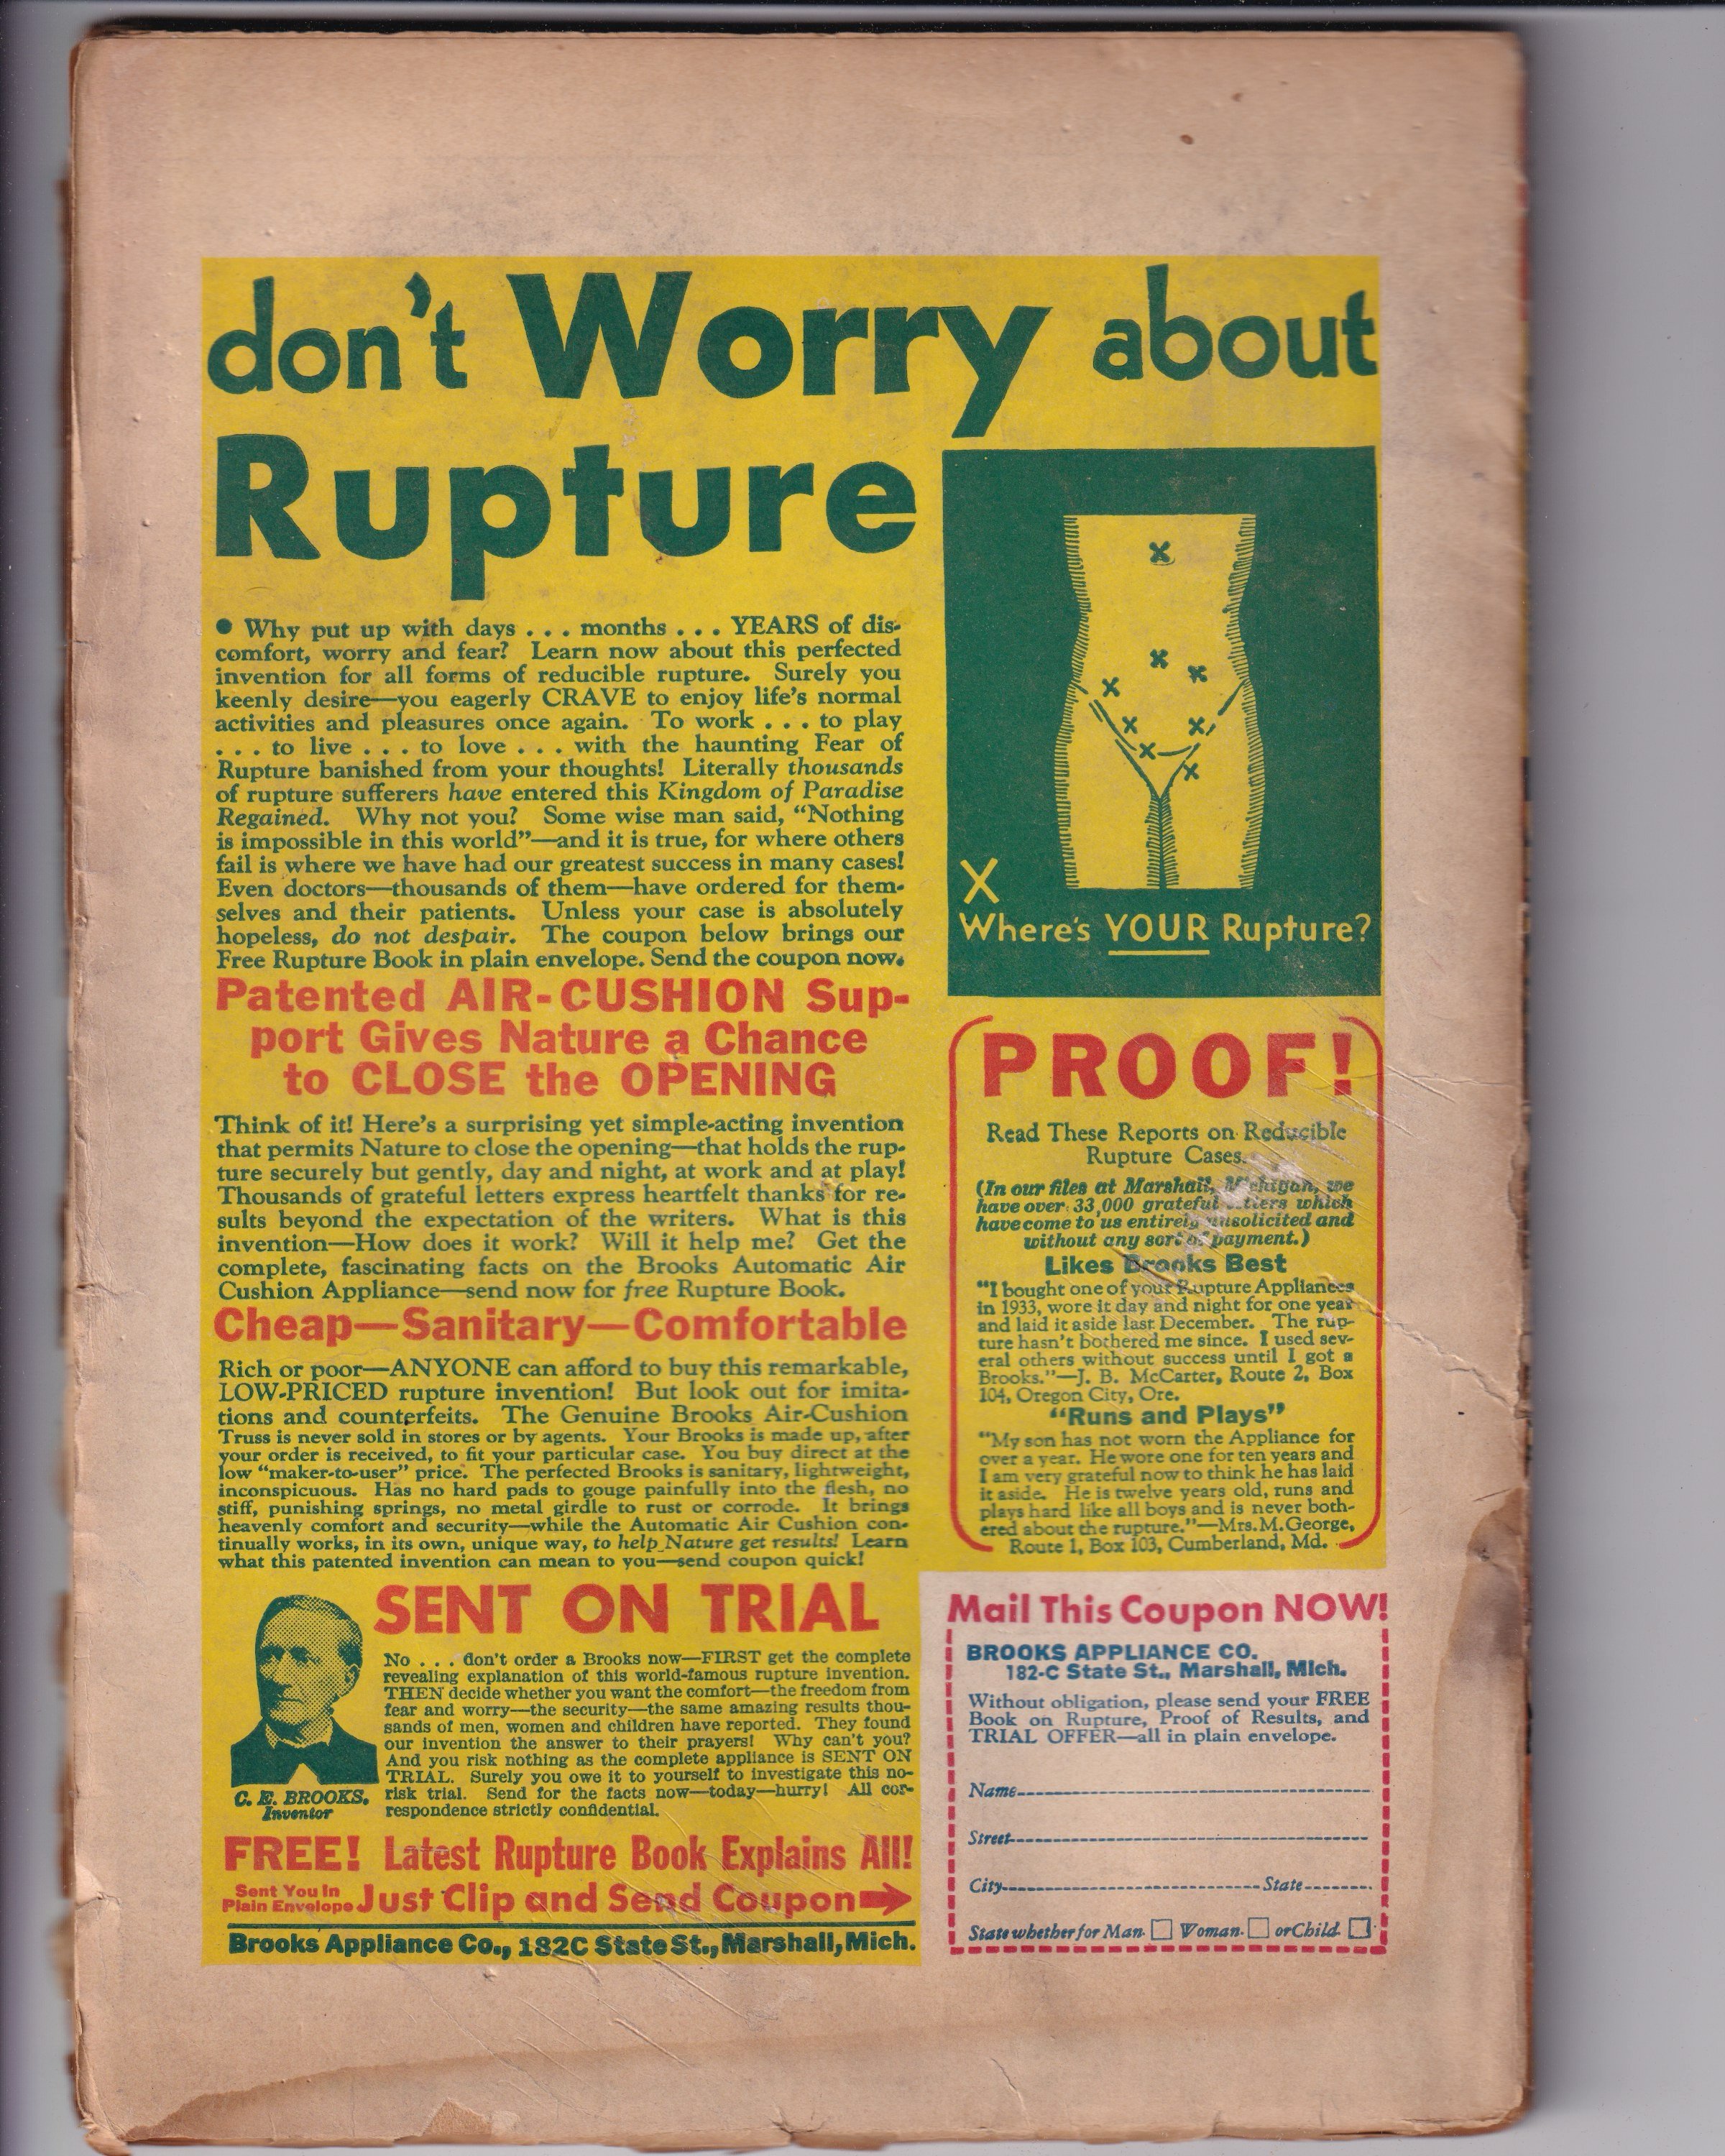 don't Worry about
Rupture
● Why put up with days . . . months . . . YEARS of dis-
comfort, worry and fear? Learn now about this perfected
invention for all forms of reducible rupture. Surely you
keenly desire—you eagerly CRAVE to enjoy life's normal
activities and pleasures once again. To work . . . to play
. . . to live . . . to love . . . with the haunting Fear of
Rupture banished from your thoughts! Literally thousands
of rupture sufferers have entered this Kingdom of Paradise
Regained. Why not you? Some wise man said, “Nothing
is impossible in this world”—and it is true, for where others
fail is where we have had our greatest success in many cases!
Even doctors—thousands of them—have ordered for them-
selves and their patients. Unless your case is absolutely
hopeless, do not despair. The coupon below brings our
Free Rupture Book in plain envelope. Send the coupon now.
Patented AIR-CUSHION Sup-
port Gives Nature a Chance
to CLOSE the OPENING
Think of it! Here's a surprising yet simple-acting invention
that permits Nature to close the opening—that holds the rup-
ture securely but gently, day and night, at work and at play!
Thousands of grateful letters express heartfelt thanks for re-
sults beyond the expectation of the writers. What is this
invention—How does it work? Will it help me? Get the
complete, fascinating facts on the Brooks Automatic Air
Cushion Appliance—send now for free Rupture Book.
Cheap—Sanitary—Comfortable
Rich or poor—ANYONE can afford to buy this remarkable,
LOW-PRICED rupture invention! But look out for imita-
tions and counterfeits. The Genuine Brooks Air-Cushion
Truss is never sold in stores or by agents. Your Brooks is made up, after
your order is received, to fit your particular case. You buy direct at the
low “maker-to-user” price. The perfected Brooks is sanitary, lightweight,
inconspicuous. Has no hard pads to gouge painfully into the flesh, no
stiff, punishing springs, no metal girdle to rust or corrode. It brings
heavenly comfort and security—while the Automatic Air Cushion con-
tinually works, in its own, unique way, to help Nature get results! Learn
what this patented invention can mean to you—send coupon quick!
SENT ON TRIAL
No . . . don't order a Brooks now—FIRST get the complete
revealing explanation of this world-famous rupture invention.
THEN decide whether you want the comfort—the freedom from
fear and worry—the security—the same amazing results thou-
sands of men, women and children have reported. They found
our invention the answer to their prayers! Why can't you?
And you risk nothing as the complete appliance is SENT ON
TRIAL. Surely you owe it to yourself to investigate this no-
risk trial. Send for the facts now—today—hurry! All cor-
respondence strictly confidential.
C. E. BROOKS,
Inventor
FREE! Latest Rupture Book Explains All!
Sent You In
Plain Envelope
Just Clip and Send Coupon
Brooks Appliance Co., 182C State St., Marshall, Mich.
X
Where's YOUR Rupture?
PROOF!
Read These Reports on Reducible
Rupture Cases.
(In our files at Marshall, Michigan, we
have over 33,000 grateful letters which
have come to us entirely unsolicited and
without any sort of payment.)
Likes Brooks Best
“I bought one of your Rupture Appliances
in 1933, wore it day and night for one year
and laid it aside last December. The rup-
ture hasn't bothered me since. I used sev-
eral others without success until I got a
Brooks.”—J. B. McCarter, Route 2, Box
104, Oregon City, Ore.
“Runs and Plays”
“My son has not worn the Appliance for
over a year. He wore one for ten years and
I am very grateful now to think he has laid
it aside. He is twelve years old, runs and
plays hard like all boys and is never both-
ered about the rupture.”—Mrs. M. George,
Route 1, Box 103, Cumberland, Md.
Mail This Coupon NOW!
BROOKS APPLIANCE CO.
182-C State St., Marshall, Mich.
Without obligation, please send your FREE
Book on Rupture, Proof of Results, and
TRIAL OFFER—all in plain envelope.
Name
Street
City State
State whether for Man □ Woman □ or Child □